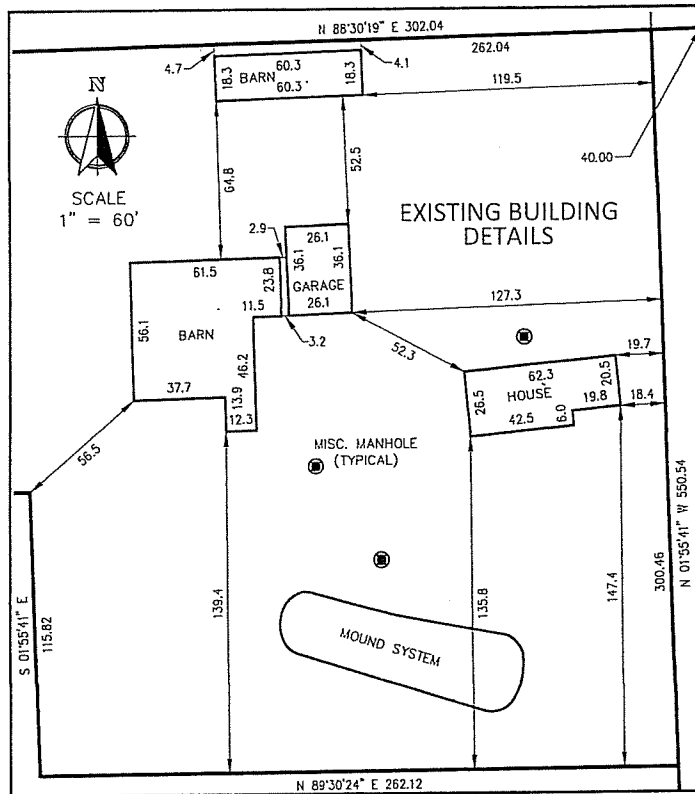 N 86°30'19" E 302.04
262.04
4.7
4.1
60.3
18.3
BARN
18.3
60.3'
119.5
N
40.00
SCALE
1" = 60'
64.8
52.5
EXISTING BUILDING
DETAILS
2.9
26.1
61.5
23.8
36.1
36.1
GARAGE
11.5
26.1
127.3
56.1
BARN
3.2
46.2
52.3
19.7
62.3
20.5
HOUSE
26.5
37.7
13.9
19.8
18.4
42.5
6.0
12.3
MISC. MANHOLE
(TYPICAL)
56.5
N 01°55'41" W 550.54
300.46
S 01°55'41" E
115.82
139.4
135.8
147.4
MOUND SYSTEM
N 89°30'24" E 262.12